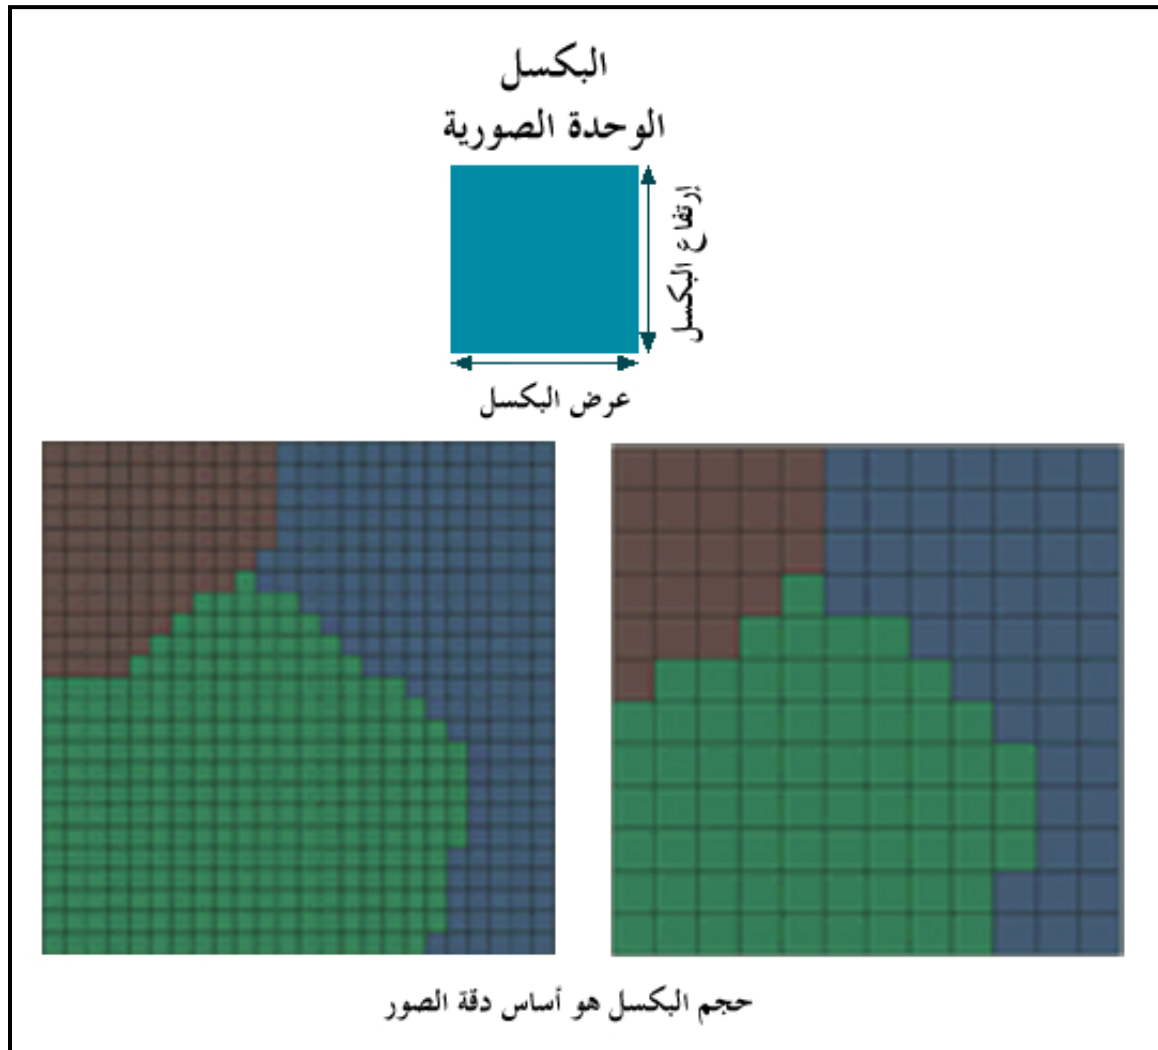 البكسل
الوحدة الصورية
إرتفاع البكسل
عرض البكسل
حجم البكسل هو أساس دقة الصور